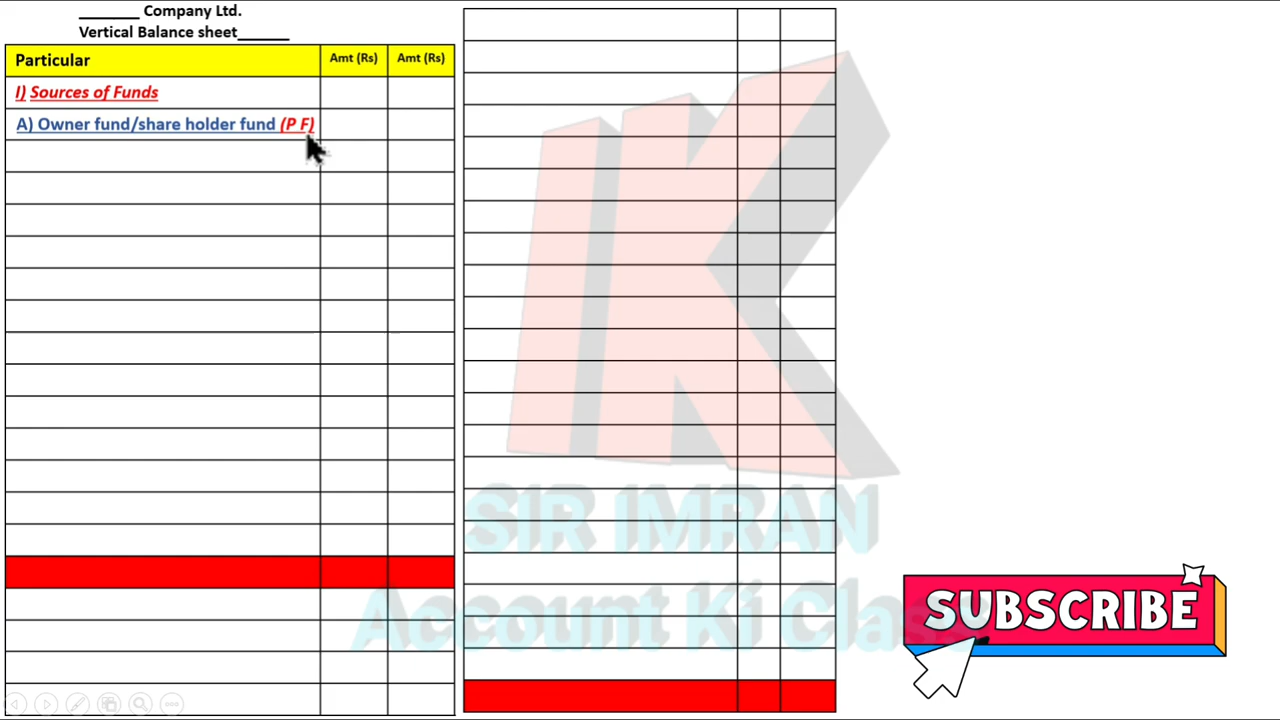 _______ Company Ltd.
Vertical Balance sheet______
Particular Amt (Rs) Amt (Rs)
I) Sources of Funds
A) Owner fund/share holder fund (P F)
SIR IMRAN
Account Ki Class
SUBSCRIBE